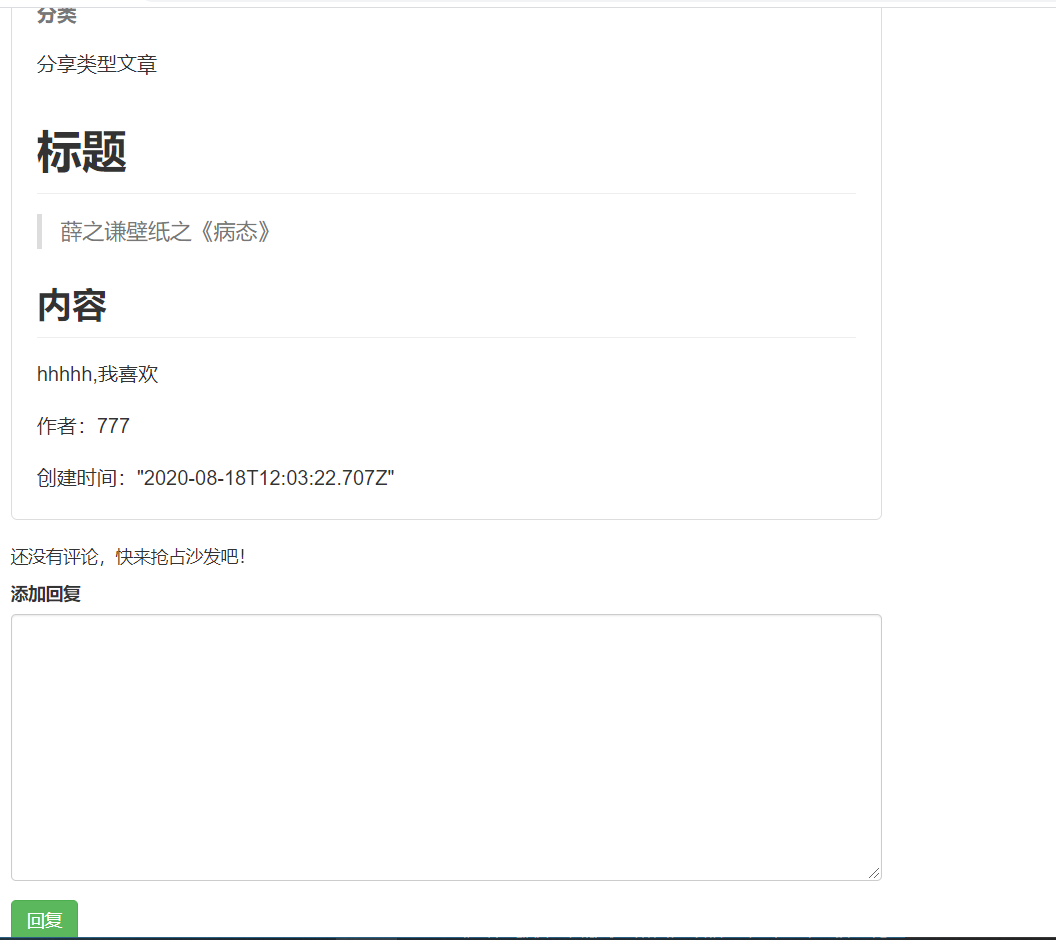 分类
分享类型文章
标题
薛之谦壁纸之《病态》
内容
hhhhh,我喜欢
作者：777
创建时间："2020-08-18T12:03:22.707Z"
还没有评论，快来抢占沙发吧！
添加回复
回复